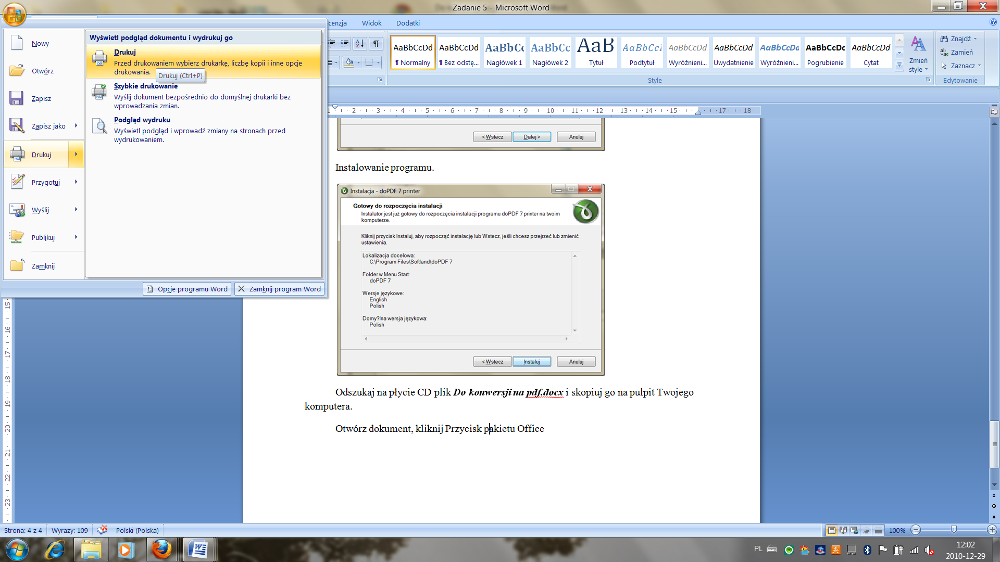 Zadanie 5 - Microsoft Word
cenzja Widok Dodatki
Nowy
Otwórz
Zapisz
Zapisz jako
Drukuj
Przygotuj
Wyślij
Publikuj
Zamknij
Wyświetl podgląd dokumentu i wydrukuj go
Drukuj
Przed drukowaniem wybierz drukarkę, liczbę kopii i inne opcje
drukowania.
Drukuj (Ctrl+P)
Szybkie drukowanie
Wyślij dokument bezpośrednio do domyślnej drukarki bez
wprowadzania zmian.
Podgląd wydruku
Wyświetl podgląd i wprowadź zmiany na stronach przed
wydrukowaniem.
Opcje programu Word
Zamknij program Word
AaBbCcDd AaBbCcDd AaBbCc AaBbCc AaB AaBbCcI AaBbCcDd AaBbCcDd AaBbCcDd AaBbCcDc AaBbCcDd
¶ Normalny ¶ Bez odstę... Nagłówek 1 Nagłówek 2 Tytuł Podtytuł Wyróżnieni... Uwydatnienie Wyróżnieni... Pogrubienie Cytat
Zmień
style
Style
Znajdź
Zamień
Zaznacz
Edytowanie
1 2 3 4 5 6 7 8 9 10 11 12 13 14 15 17 18
< Wstecz Dalej > Anuluj
Instalowanie programu.
Instalacja - doPDF 7 printer
Gotowy do rozpoczęcia instalacji
Instalator jest już gotowy do rozpoczęcia instalacji programu doPDF 7 printer na twoim
komputerze.
Kliknij przycisk Instaluj, aby rozpocząć instalację lub Wstecz, jeśli chcesz przejrzeć lub zmienić
ustawienia.
Lokalizacja docelowa:
C:\Program Files\Softland\doPDF 7
Folder w Menu Start:
doPDF 7
Wersje językowe:
English
Polish
Domy?lna wersja językowa:
Polish
< Wstecz Instaluj Anuluj
Odszukaj na płycie CD plik Do konwersji na pdf.docx i skopiuj go na pulpit Twojego
komputera.
Otwórz dokument, kliknij Przycisk pakietu Office
15
16
17
18
19
20
21
22
23
Strona: 4 z 4 Wyrazy: 109 Polski (Polska)
100%
PL
12:02
2010-12-29